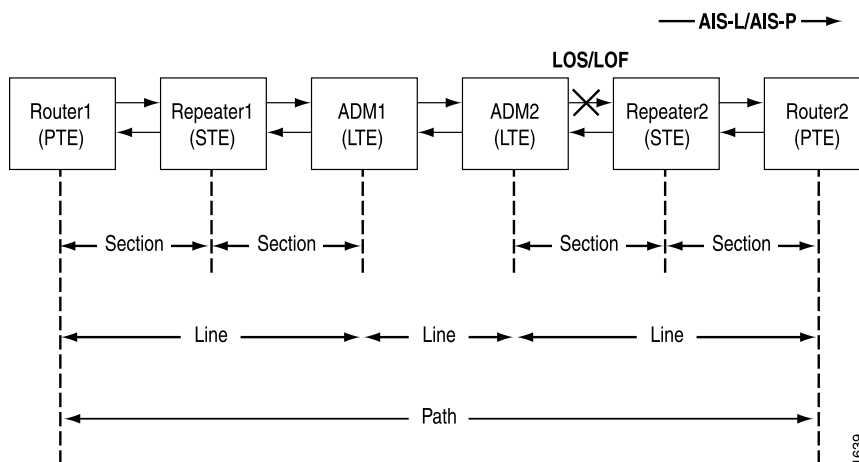 AIS-L/AIS-P
LOS/LOF
Router1
(PTE)
Repeater1
(STE)
ADM1
(LTE)
ADM2
(LTE)
Repeater2
(STE)
Router2
(PTE)
Section
Section
Section
Section
Line
Line
Line
Path